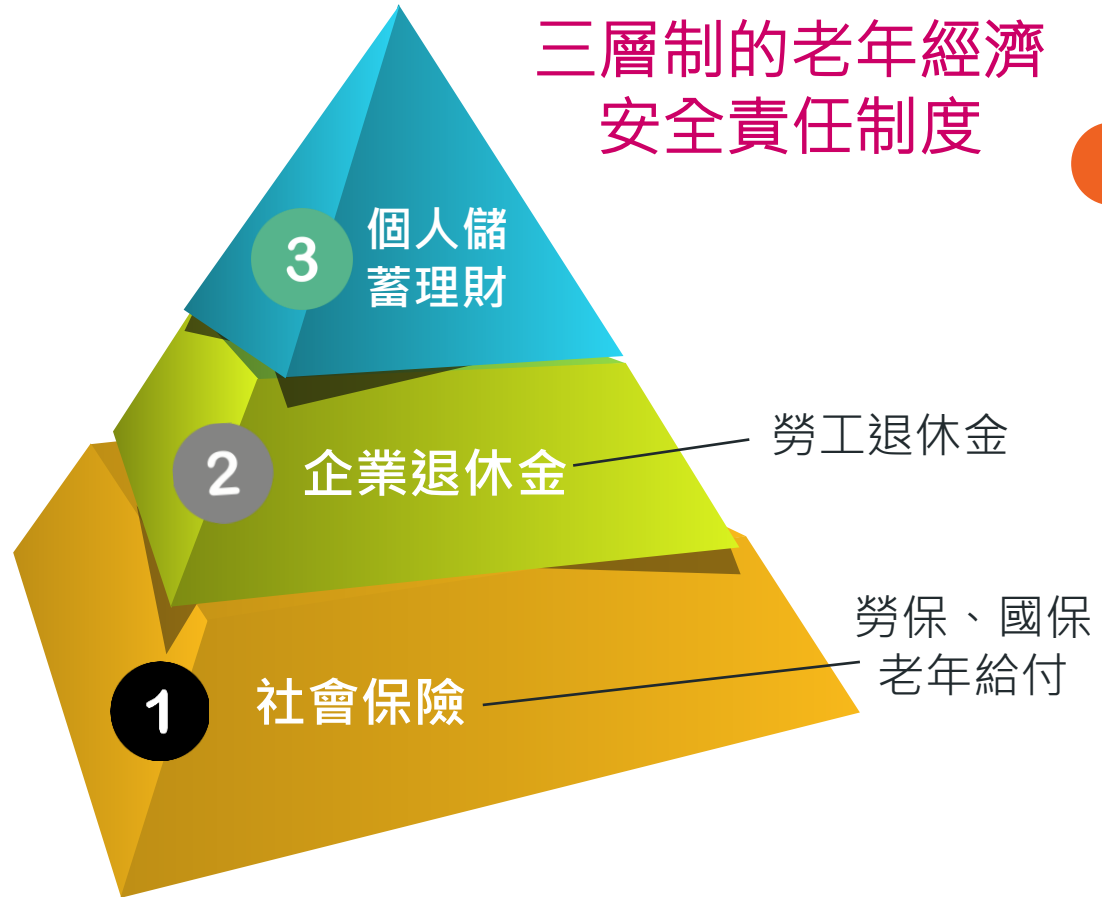 三層制的老年經濟
安全責任制度
3
個人儲
蓄理財
2
企業退休金
勞工退休金
1
社會保險
勞保、國保
老年給付